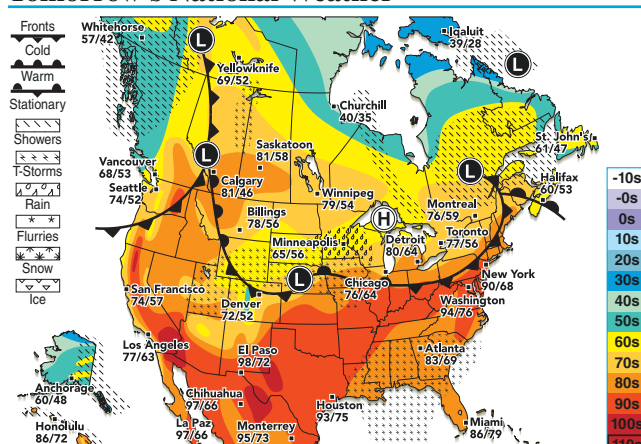 Tomorrow's National Weather
Fronts
Cold
Warm
Stationary
Showers
T-Storms
Rain
Flurries
Snow
Ice
Whitehorse
57/42
L
Yellowknife
69/52
Iqaluit
39/28
L
Churchill
40/35
St. John's
61/47
Vancouver
68/53
Seattle
74/52
L
Calgary
81/46
Saskatoon
81/58
Winnipeg
79/54
L
Halifax
60/53
Montreal
76/59
Billings
78/56
H
Minneapolis
65/56
Detroit
80/64
Toronto
77/56
San Francisco
74/57
Denver
72/52
L
Chicago
76/64
New York
90/68
Washington
94/76
Los Angeles
77/63
El Paso
98/72
Atlanta
83/69
Anchorage
60/48
Chihuahua
97/66
Houston
93/75
Honolulu
86/72
La Paz
97/66
Monterrey
95/73
Miami
86/79
-10s
-0s
0s
10s
20s
30s
40s
50s
60s
70s
80s
90s
100s